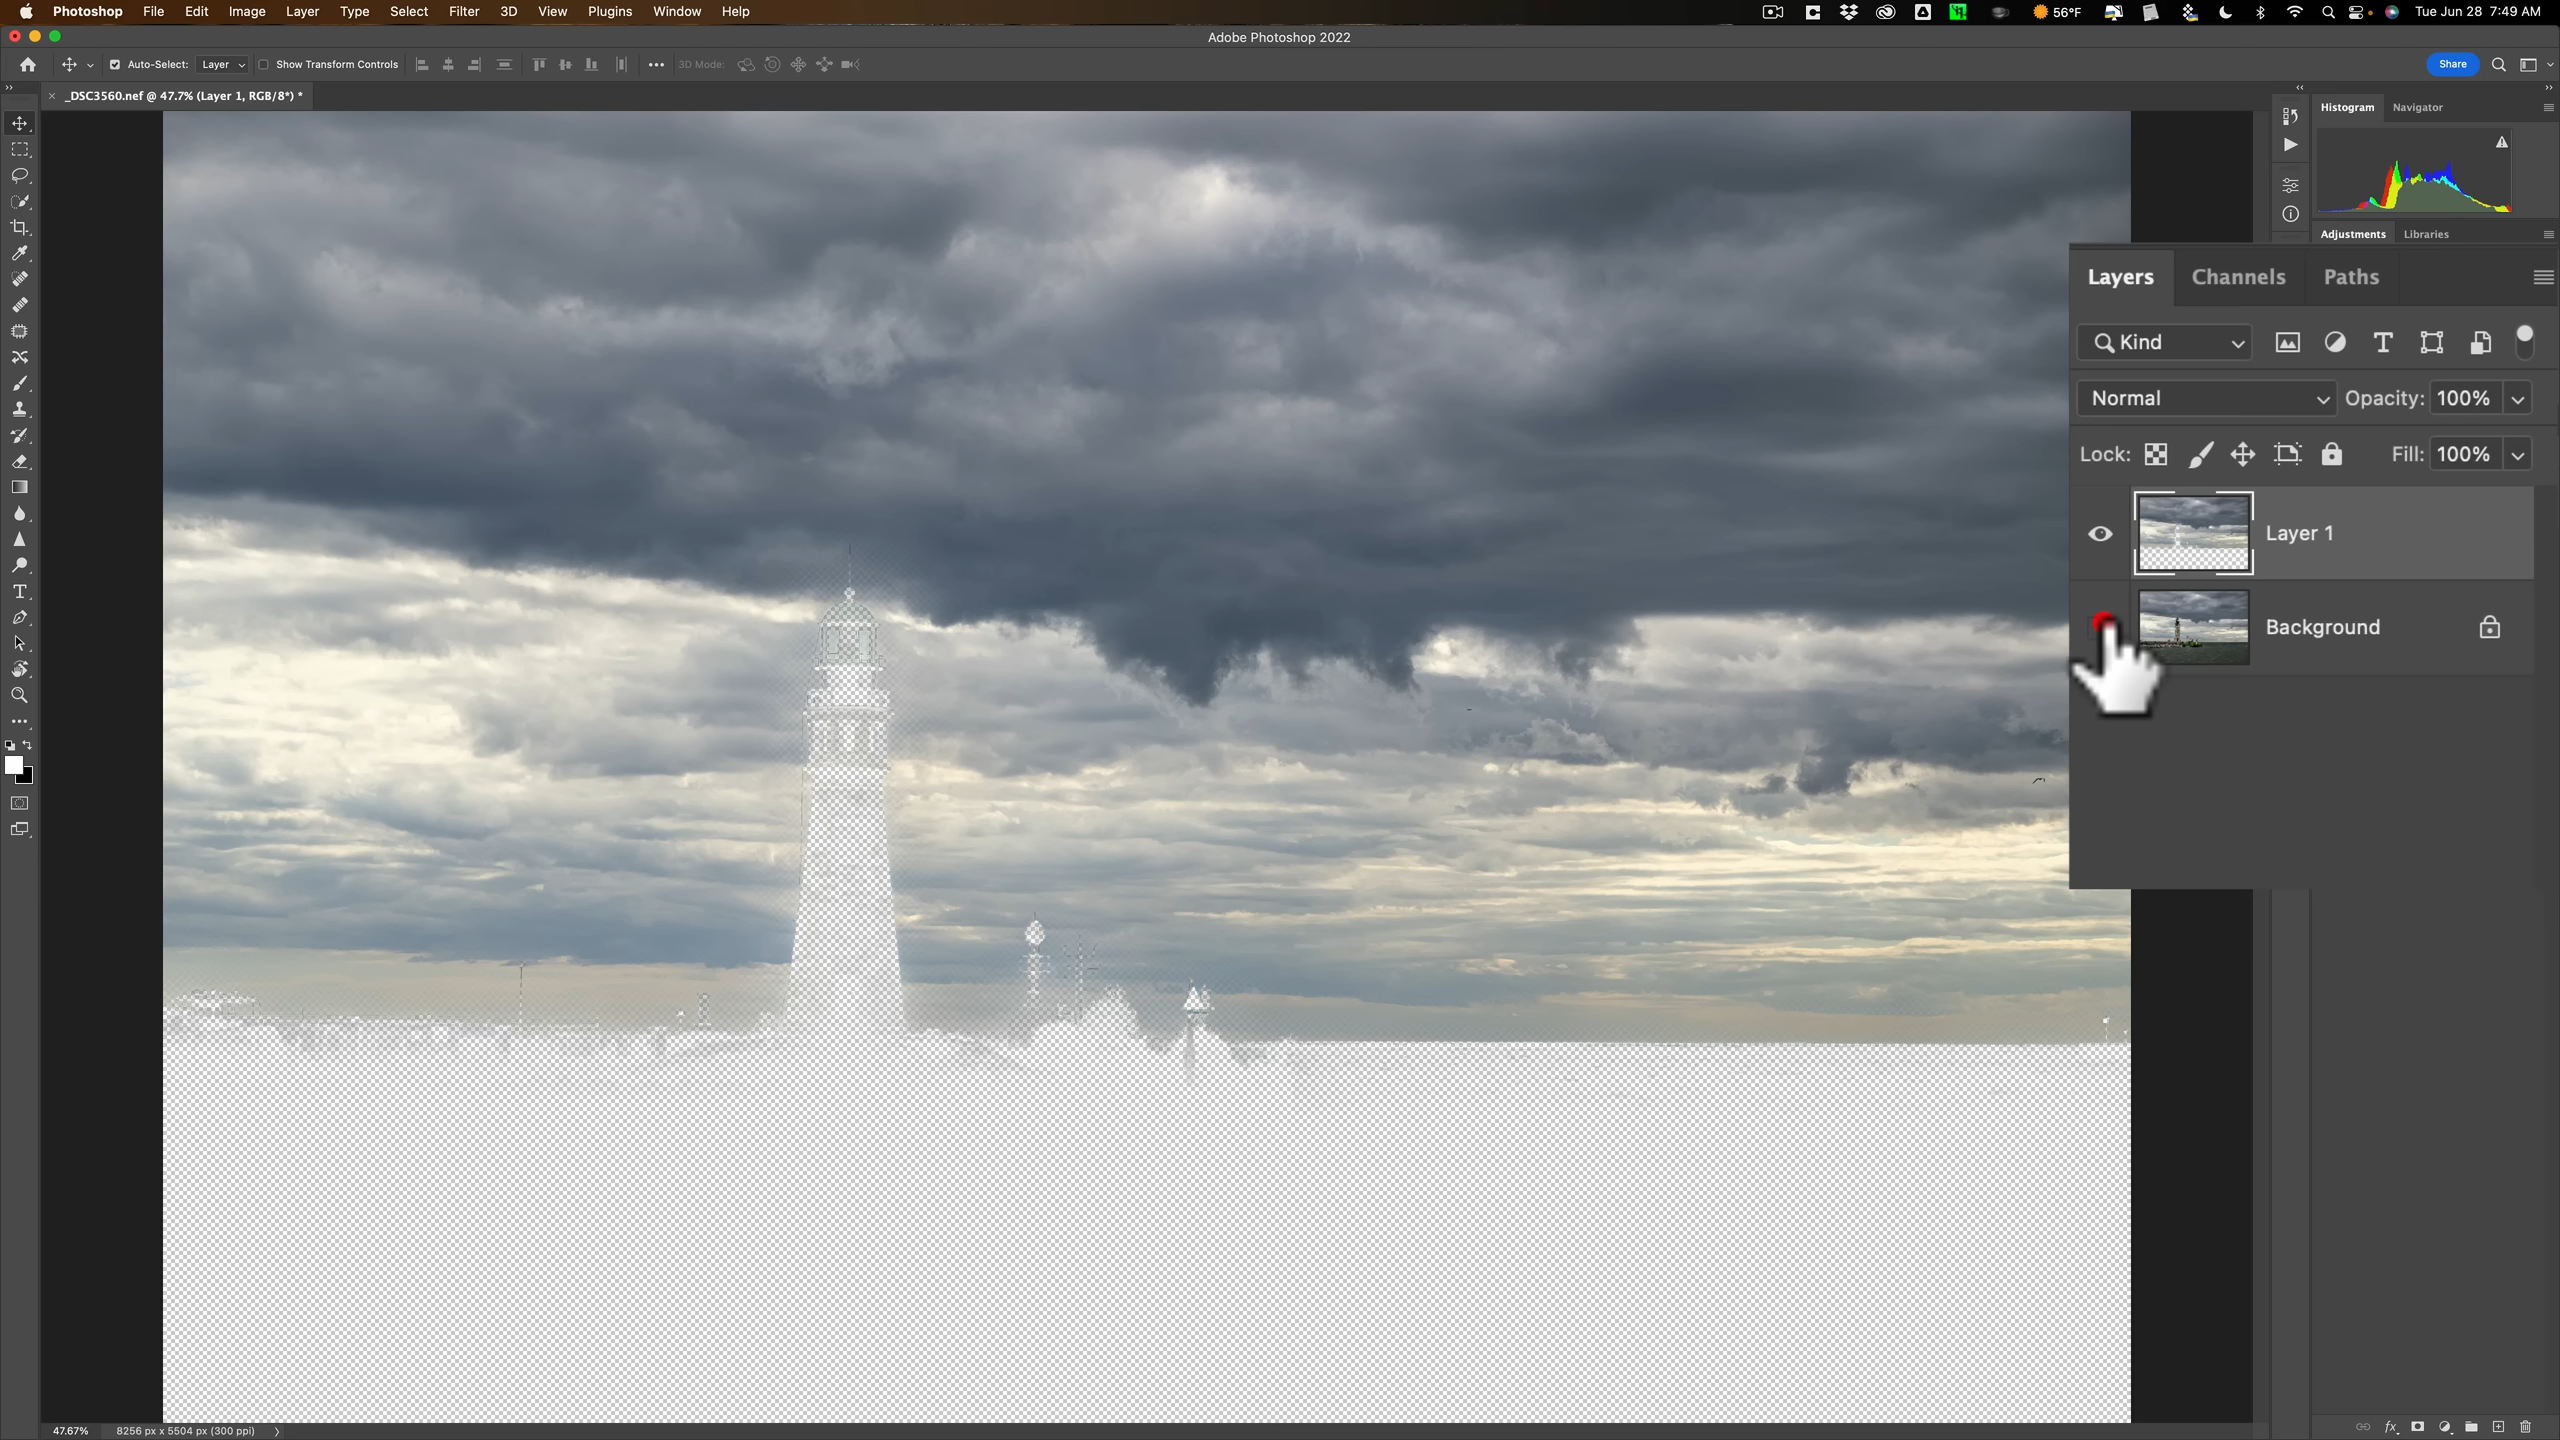 Photoshop File Edit Image Layer Type Select Filter 3D View Plugins Window Help 56°F Tue Jun 28 7:49 AM
Adobe Photoshop 2022
Auto-Select: Layer Show Transform Controls 3D Mode: Share
_DSC3560.nef @ 47.7% (Layer 1, RGB/8*) *
Histogram Navigator
Adjustments Libraries
Layers Channels Paths
Kind
Normal Opacity: 100%
Lock: Fill: 100%
Layer 1
Background
47.67% 8256 px x 5504 px (300 ppi)